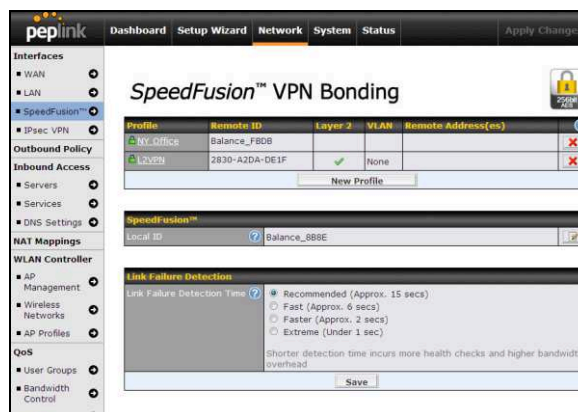 peplink
Dashboard Setup Wizard Network System Status Apply Change
Interfaces
WAN
LAN
SpeedFusion™
IPsec VPN
Outbound Policy
Inbound Access
Servers
Services
DNS Settings
NAT Mappings
WLAN Controller
AP
Management
Wireless
Networks
AP Profiles
QoS
User Groups
Bandwidth
Control
SpeedFusion™ VPN Bonding
256bit
AES
Profile Remote ID Layer 2 VLAN Remote Address(es)
NY Office Balance_FBDB
L2VPN 2830-A2DA-DE1F None
New Profile
SpeedFusion™
Local ID Balance_8B8E
Link Failure Detection
Link Failure Detection Time
Recommended (Approx. 15 secs)
Fast (Approx. 6 secs)
Faster (Approx. 2 secs)
Extreme (Under 1 sec)
Shorter detection time incurs more health checks and higher bandwidt
overhead
Save